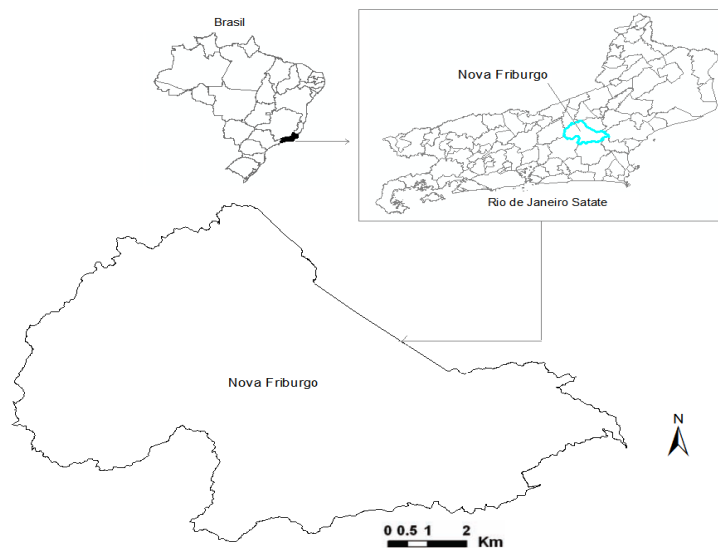 Brasil
Nova Friburgo
Rio de Janeiro Satate
Nova Friburgo
N
0 0.5 1 2
Km